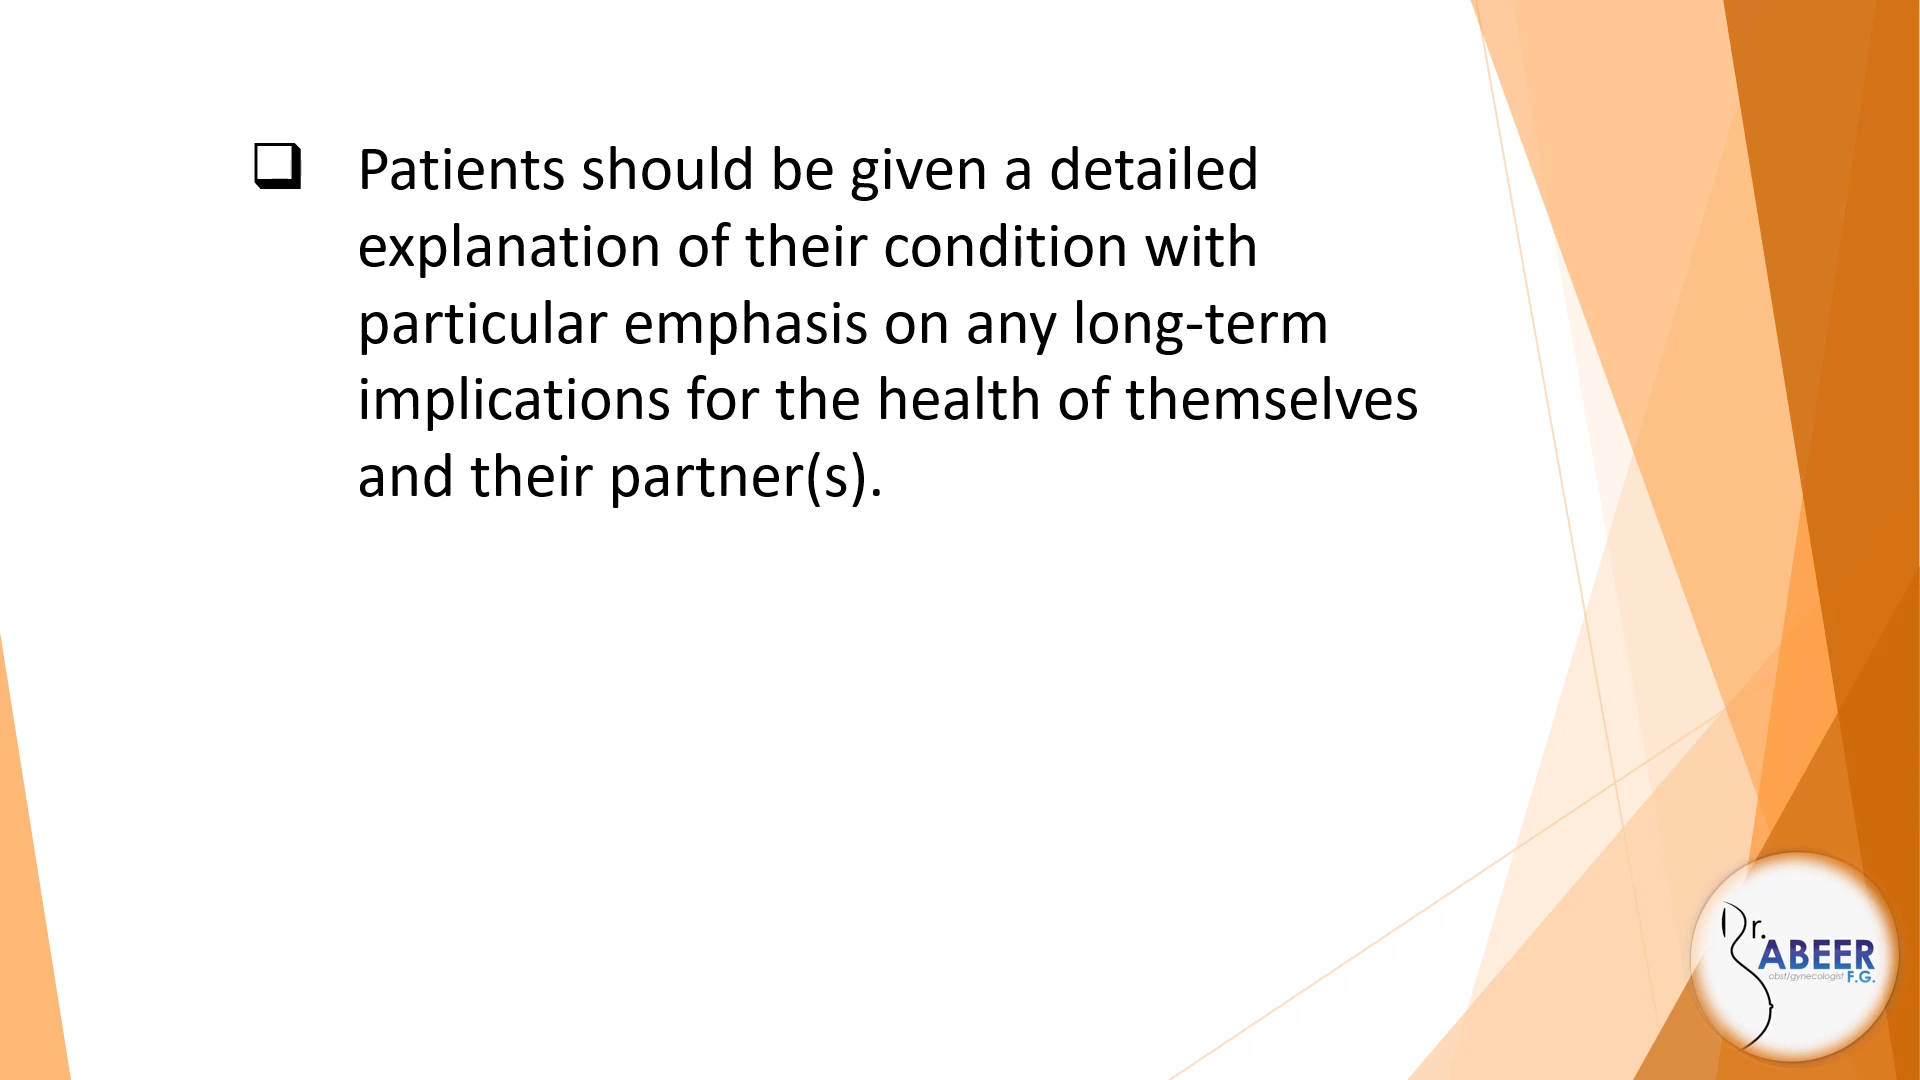 ❑ Patients should be given a detailed
explanation of their condition with
particular emphasis on any long-term
implications for the health of themselves
and their partner(s).
Dr.
ABEER
obst/gynecologist F.G.